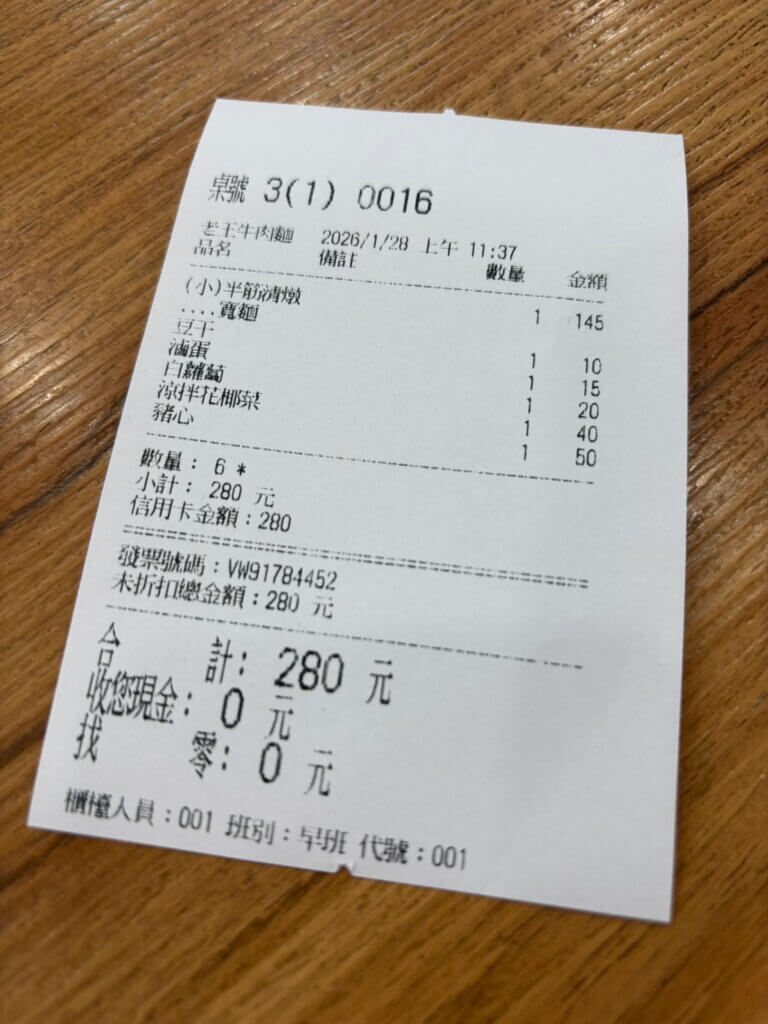 桌號 3(1) 0016
老王牛肉麵 2026/1/28 上午 11:37
品名 備註 數量 金額
(小)半筋清燉 1 145
....寬麵
豆干 1 10
滷蛋 1 15
白蘿蔔 1 20
涼拌花椰菜 1 40
豬心 1 50
數量: 6 *
小計: 280 元
信用卡金額:280
發票號碼:VW91784452
未折扣總金額:280 元
合 計: 280 元
收您現金: 0 元
找 零: 0 元
櫃檯人員:001 班別:早班 代號:001